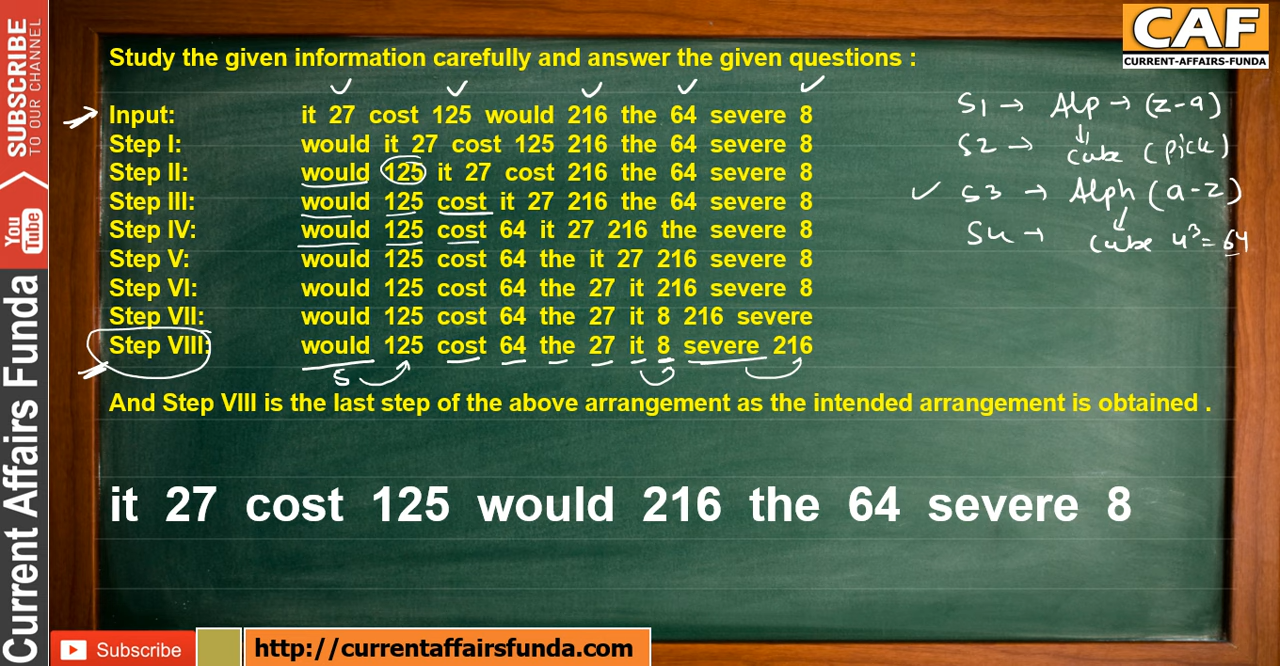 CAF
CURRENT-AFFAIRS-FUNDA
SUBSCRIBE
TO OUR CHANNEL
You
Tube
Current Affairs Funda
Study the given information carefully and answer the given questions :
Input: it 27 cost 125 would 216 the 64 severe 8
Step I: would it 27 cost 125 216 the 64 severe 8
Step II: would 125 it 27 cost 216 the 64 severe 8
Step III: would 125 cost it 27 216 the 64 severe 8
Step IV: would 125 cost 64 it 27 216 the severe 8
Step V: would 125 cost 64 the it 27 216 severe 8
Step VI: would 125 cost 64 the 27 it 216 severe 8
Step VII: would 125 cost 64 the 27 it 8 216 severe
Step VIII: would 125 cost 64 the 27 it 8 severe 216
5
S1 → Alp → (z-a)
S2 → cube (pick)
S3 → Alph (a-z)
S4 → cube 4³=64
And Step VIII is the last step of the above arrangement as the intended arrangement is obtained .
it 27 cost 125 would 216 the 64 severe 8
Subscribe
http://currentaffairsfunda.com